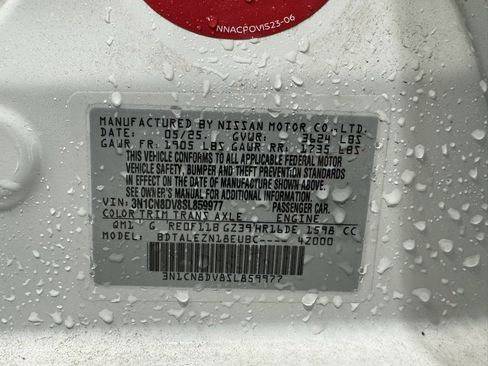 NNACPOVIS23-06
MANUFACTURED BY NISSAN MOTOR CO., LTD.
DATE: 05/25 GVWR: 3624 LBS
GAWR FR: 1905 LBS GAWR RR: 1735 LBS
THIS VEHICLE CONFORMS TO ALL APPLICABLE FEDERAL MOTOR
VEHICLE SAFETY, BUMPER AND THEFT PREVENTION STANDARDS
IN EFFECT ON THE DATE OF MANUFACTURE SHOWN ABOVE.
SEE OWNER'S MANUAL FOR ADDITIONAL INFORMATION.
VIN: 3N1CN8DV8SL859977 PASSENGER CAR
COLOR TRIM TRANS AXLE ENGINE
QM1 G RE0F11B GZ39 HR16DE 1598 CC
MODEL: BDTALEZN18EUBC---- 42000
3N1CN8DV8SL859977